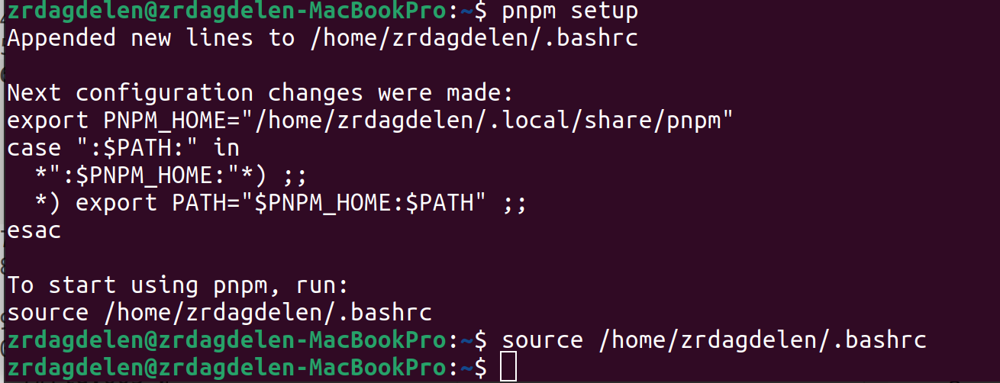 zrdagdelen@zrdagdelen-MacBookPro:~$ pnpm setup
Appended new lines to /home/zrdagdelen/.bashrc

Next configuration changes were made:
export PNPM_HOME="/home/zrdagdelen/.local/share/pnpm"
case ":$PATH:" in
  *":$PNPM_HOME:"*) ;;
  *) export PATH="$PNPM_HOME:$PATH" ;;
esac

To start using pnpm, run:
source /home/zrdagdelen/.bashrc
zrdagdelen@zrdagdelen-MacBookPro:~$ source /home/zrdagdelen/.bashrc
zrdagdelen@zrdagdelen-MacBookPro:~$